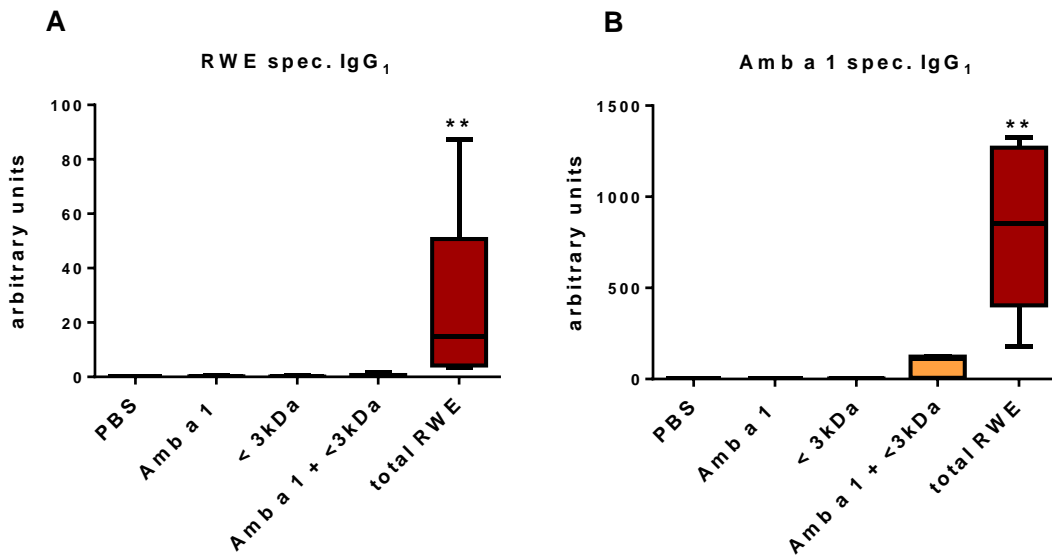 A
RWE spec. IgG₁
arbitrary units
100
80
60
40
20
0
**
PBS
Amb a 1
< 3kDa
Amb a 1 + <3kDa
total RWE
B
Amb a 1 spec. IgG₁
arbitrary units
1500
1000
500
0
**
PBS
Amb a 1
< 3kDa
Amb a 1 + <3kDa
total RWE